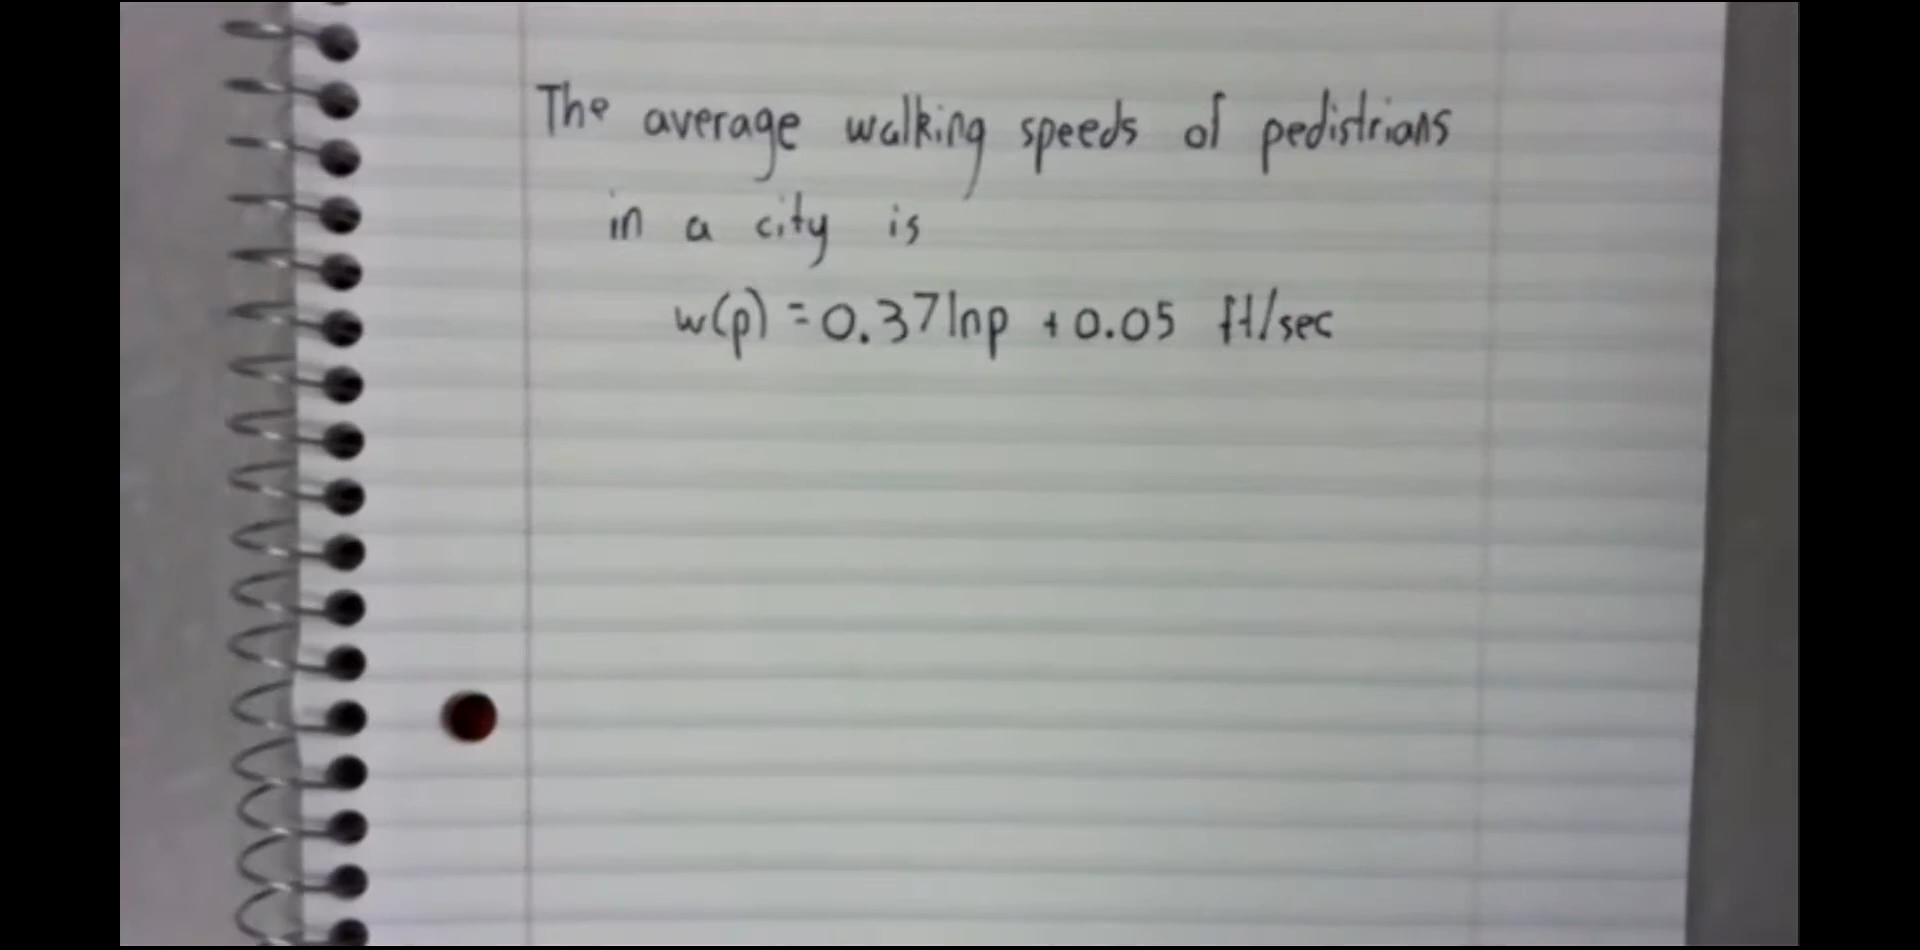 The average walking speeds of pedistrians
in a city is
w(p) = 0.37 ln p + 0.05 ft/sec